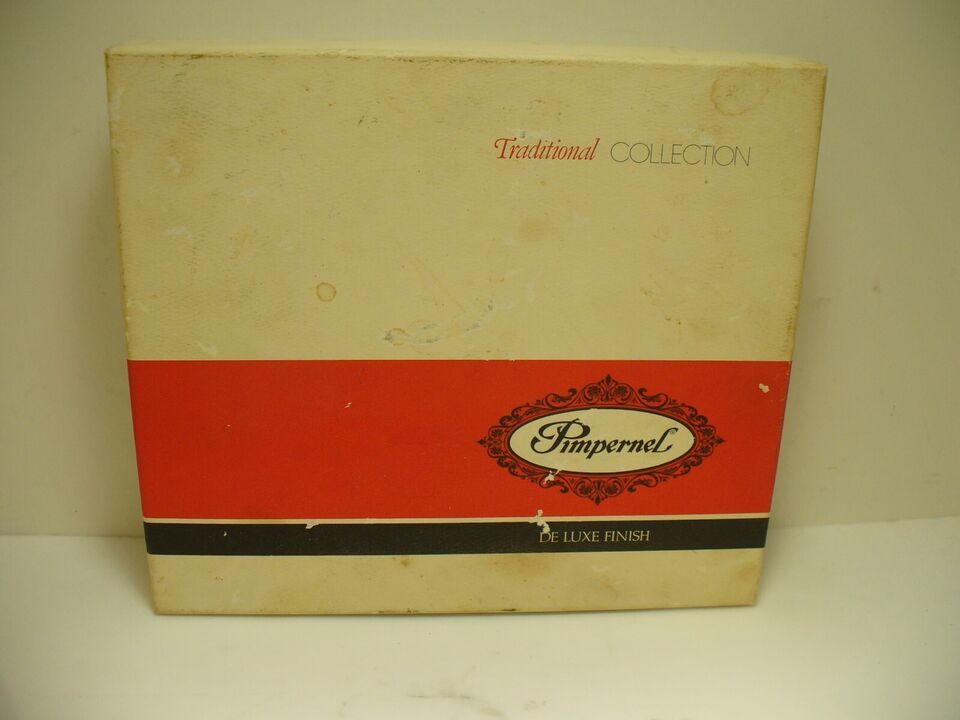 Traditional COLLECTION
Pimpernel
DE LUXE FINISH